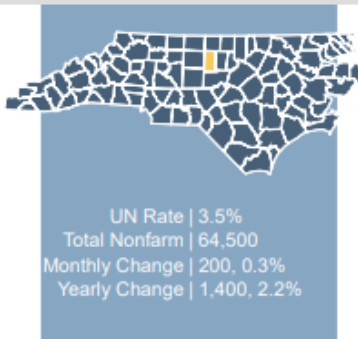 UN Rate | 3.5%
Total Nonfarm | 64,500
Monthly Change | 200, 0.3%
Yearly Change | 1,400, 2.2%